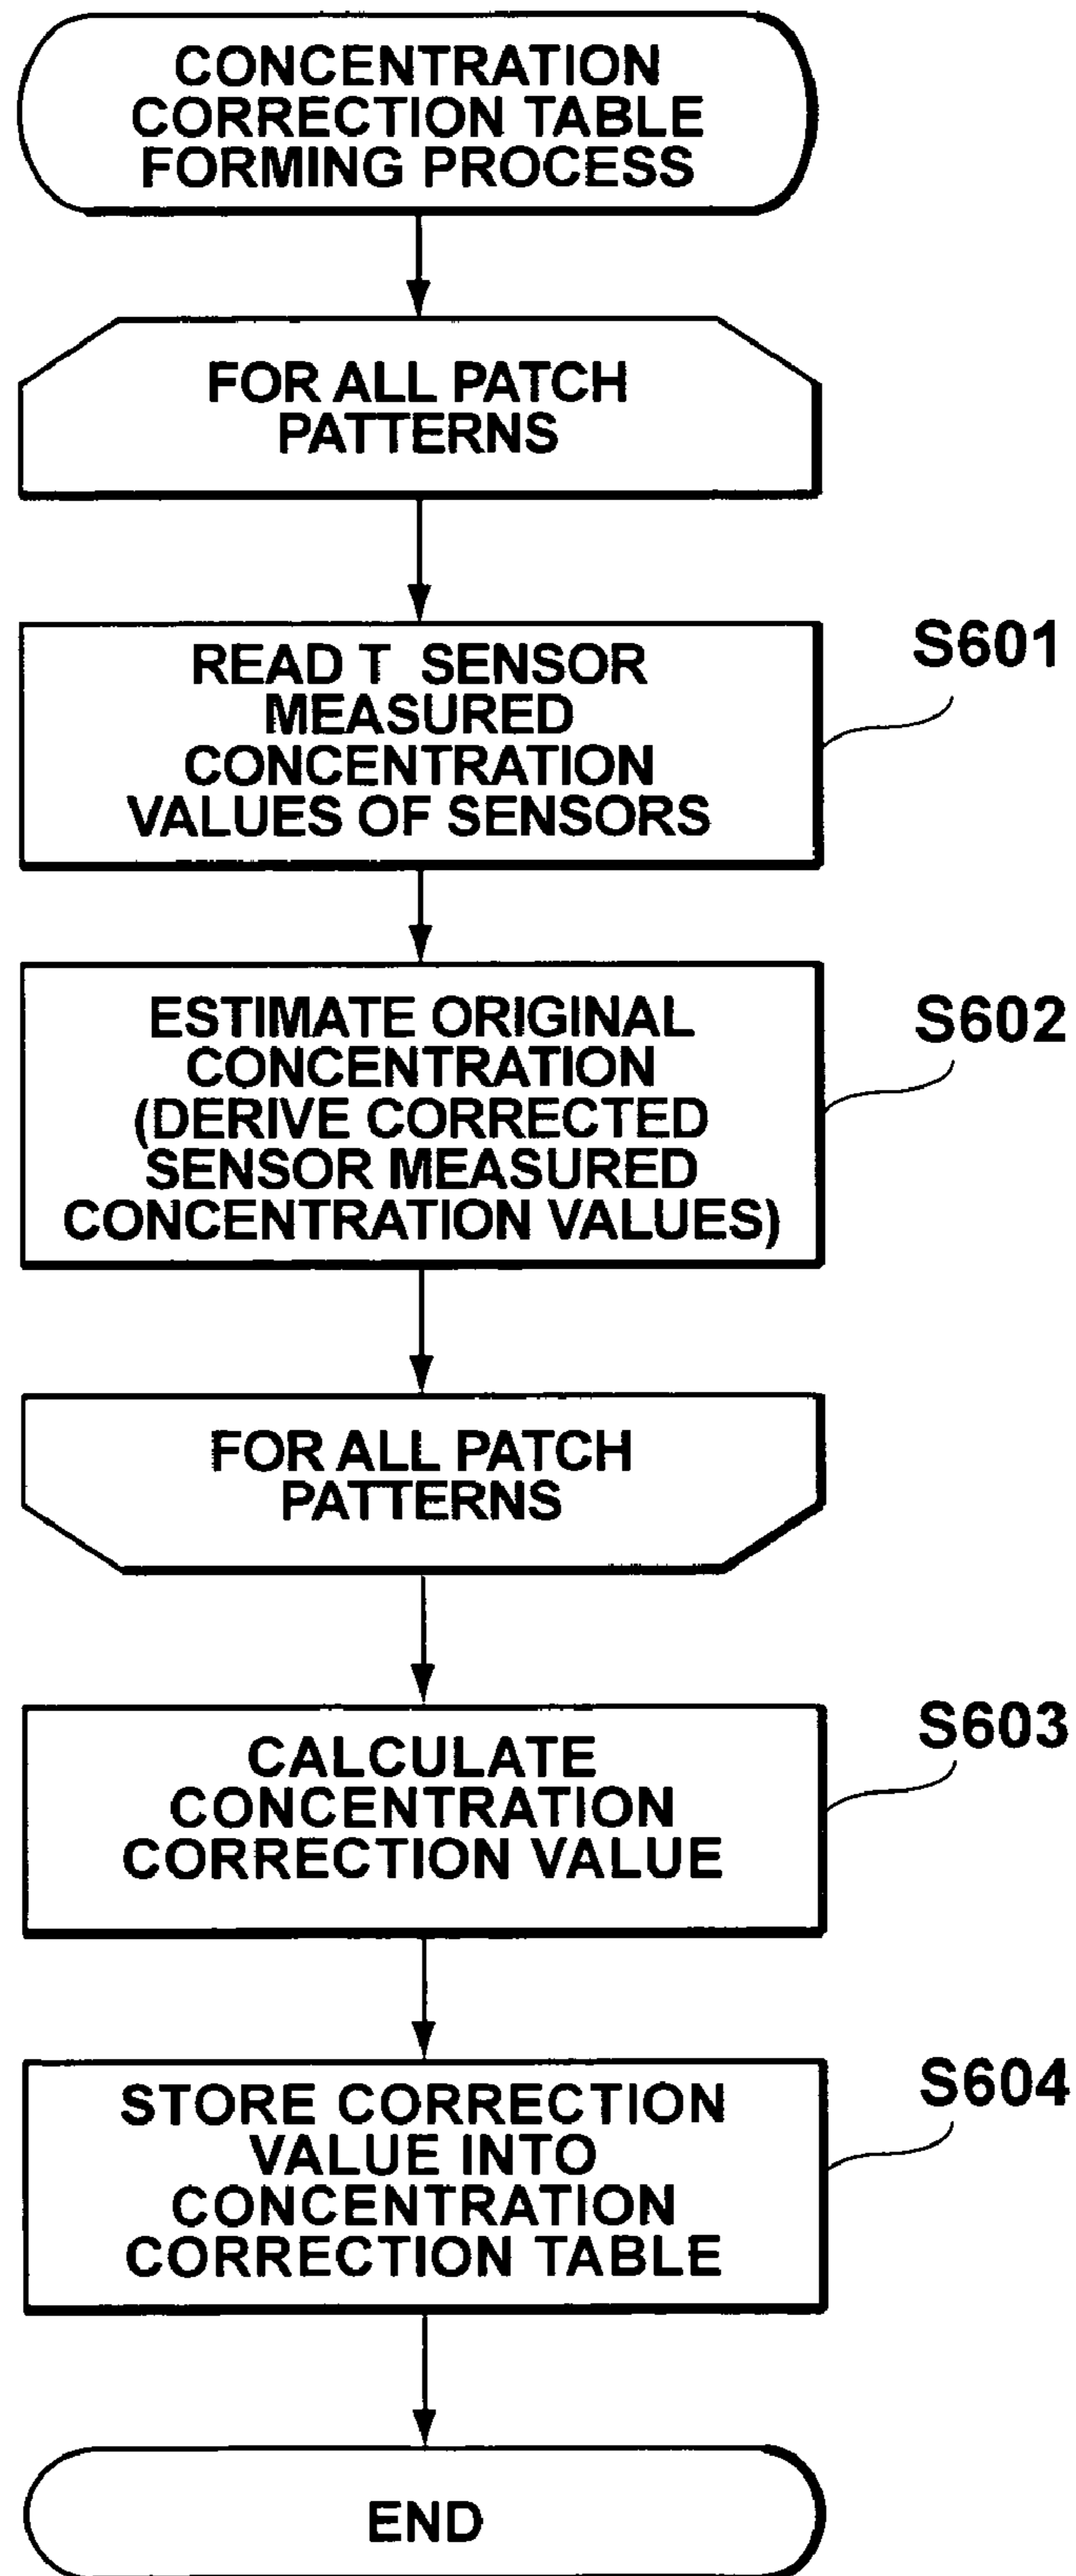 CONCENTRATION
CORRECTION TABLE
FORMING PROCESS
FOR ALL PATCH
PATTERNS
READ T SENSOR
MEASURED
CONCENTRATION
VALUES OF SENSORS
S601
ESTIMATE ORIGINAL
CONCENTRATION
(DERIVE CORRECTED
SENSOR MEASURED
CONCENTRATION VALUES)
S602
FOR ALL PATCH
PATTERNS
CALCULATE
CONCENTRATION
CORRECTION VALUE
S603
STORE CORRECTION
VALUE INTO
CONCENTRATION
CORRECTION TABLE
S604
END